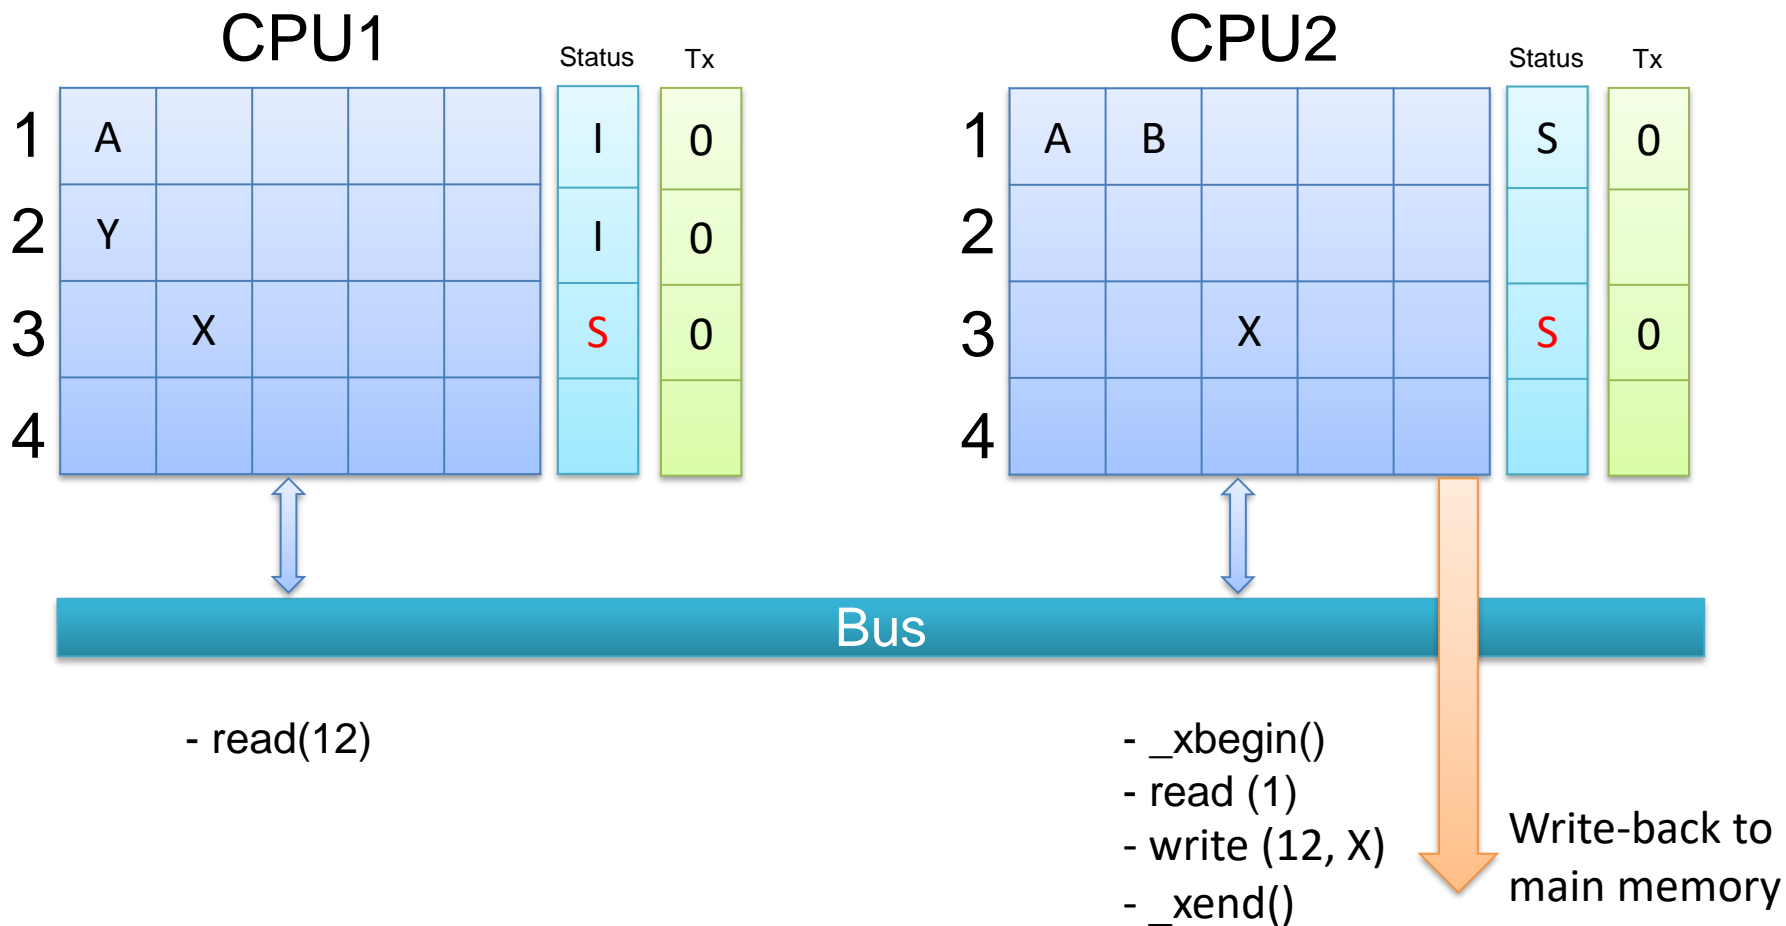 CPU1 Status Tx CPU2 Status Tx
1 A I 0 1 A B S 0
2 Y I 0 2
3 X S 0 3 X S 0
4 4
Bus
- read(12) - _xbegin()
- read (1)
- write (12, X) Write-back to
- _xend() main memory